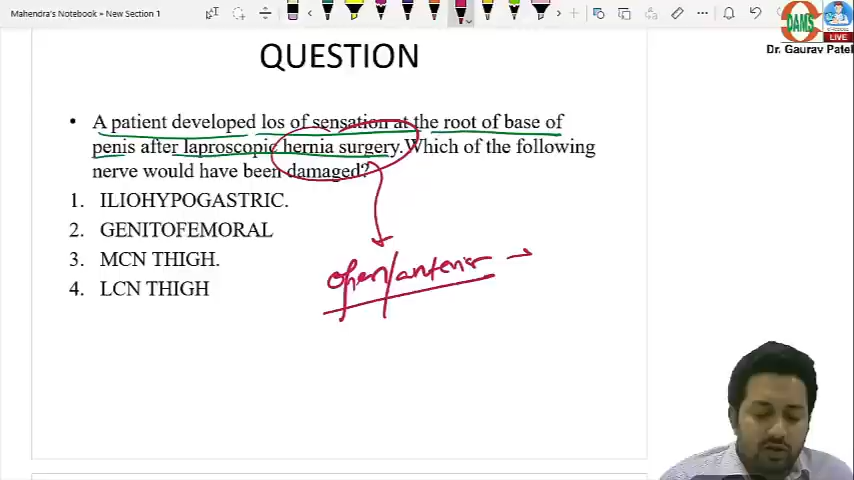 Mahendra's Notebook » New Section 1
DAMS
LIVE
Dr. Gaurav Patel
QUESTION
• A patient developed los of sensation at the root of base of
penis after laproscopic hernia surgery.Which of the following
nerve would have been damaged?
1. ILIOHYPOGASTRIC.
2. GENITOFEMORAL
3. MCN THIGH.
4. LCN THIGH
open/anterior →